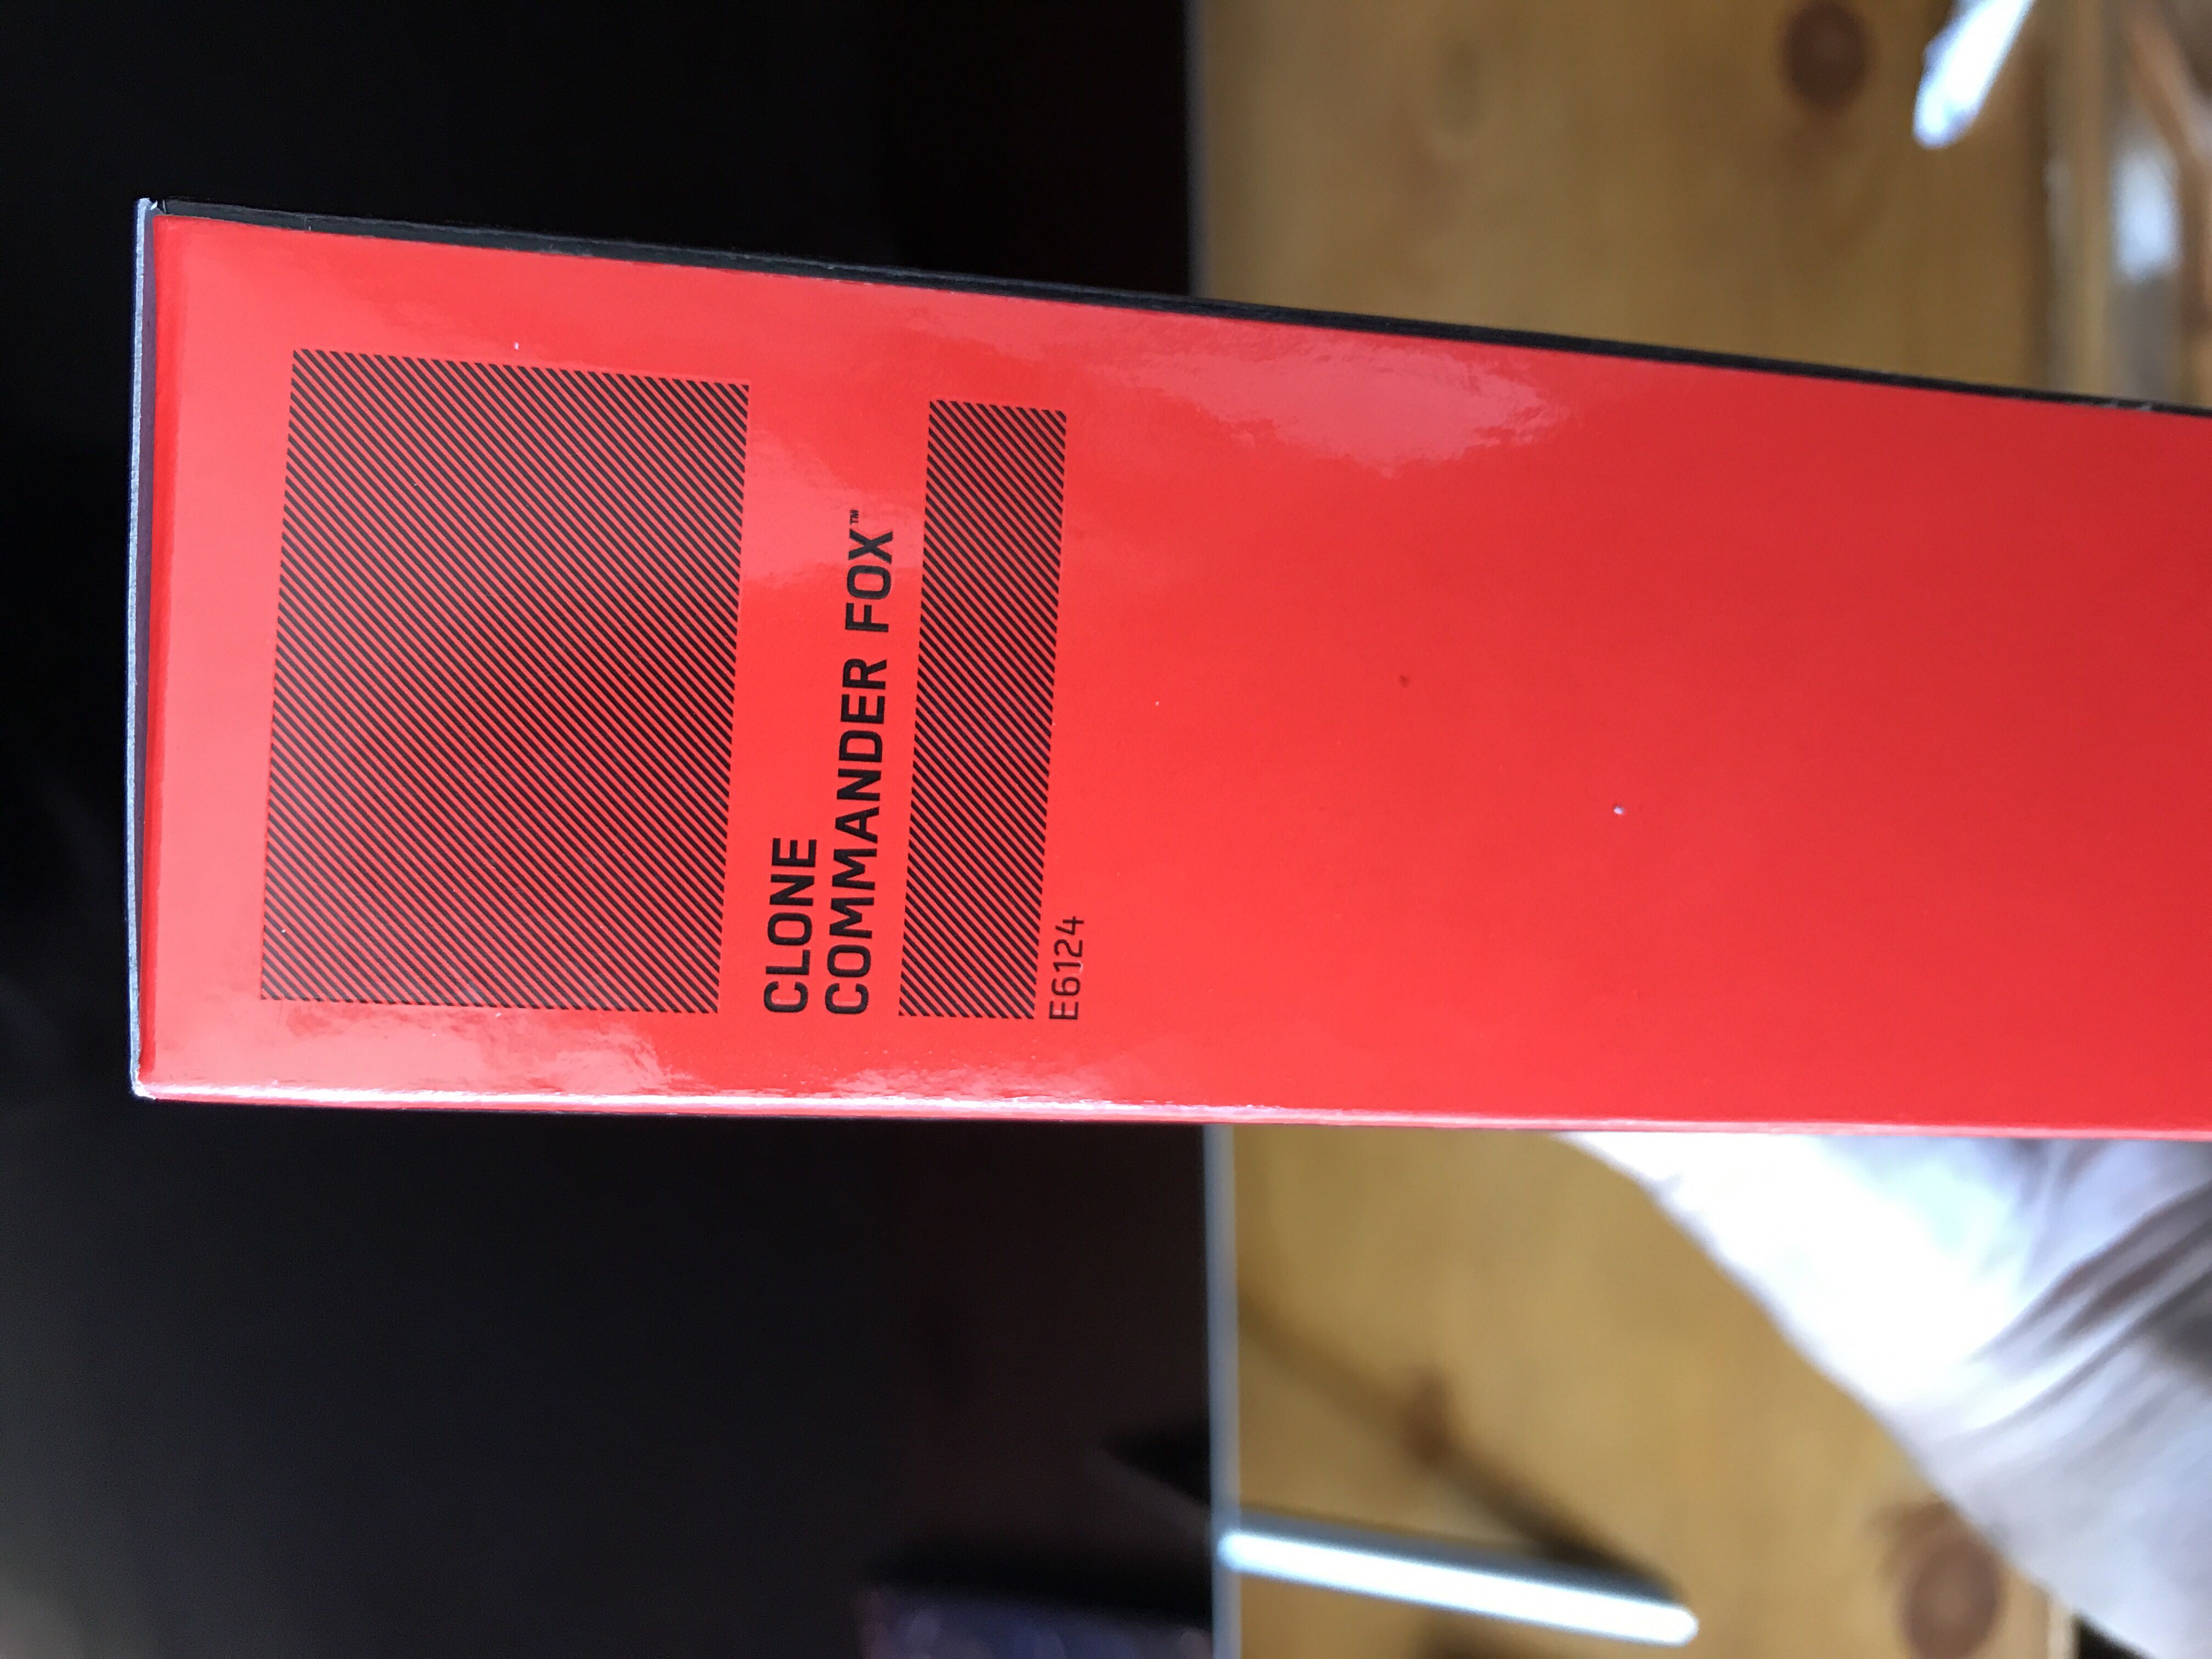 CLONE
COMMANDER FOX™
E6124